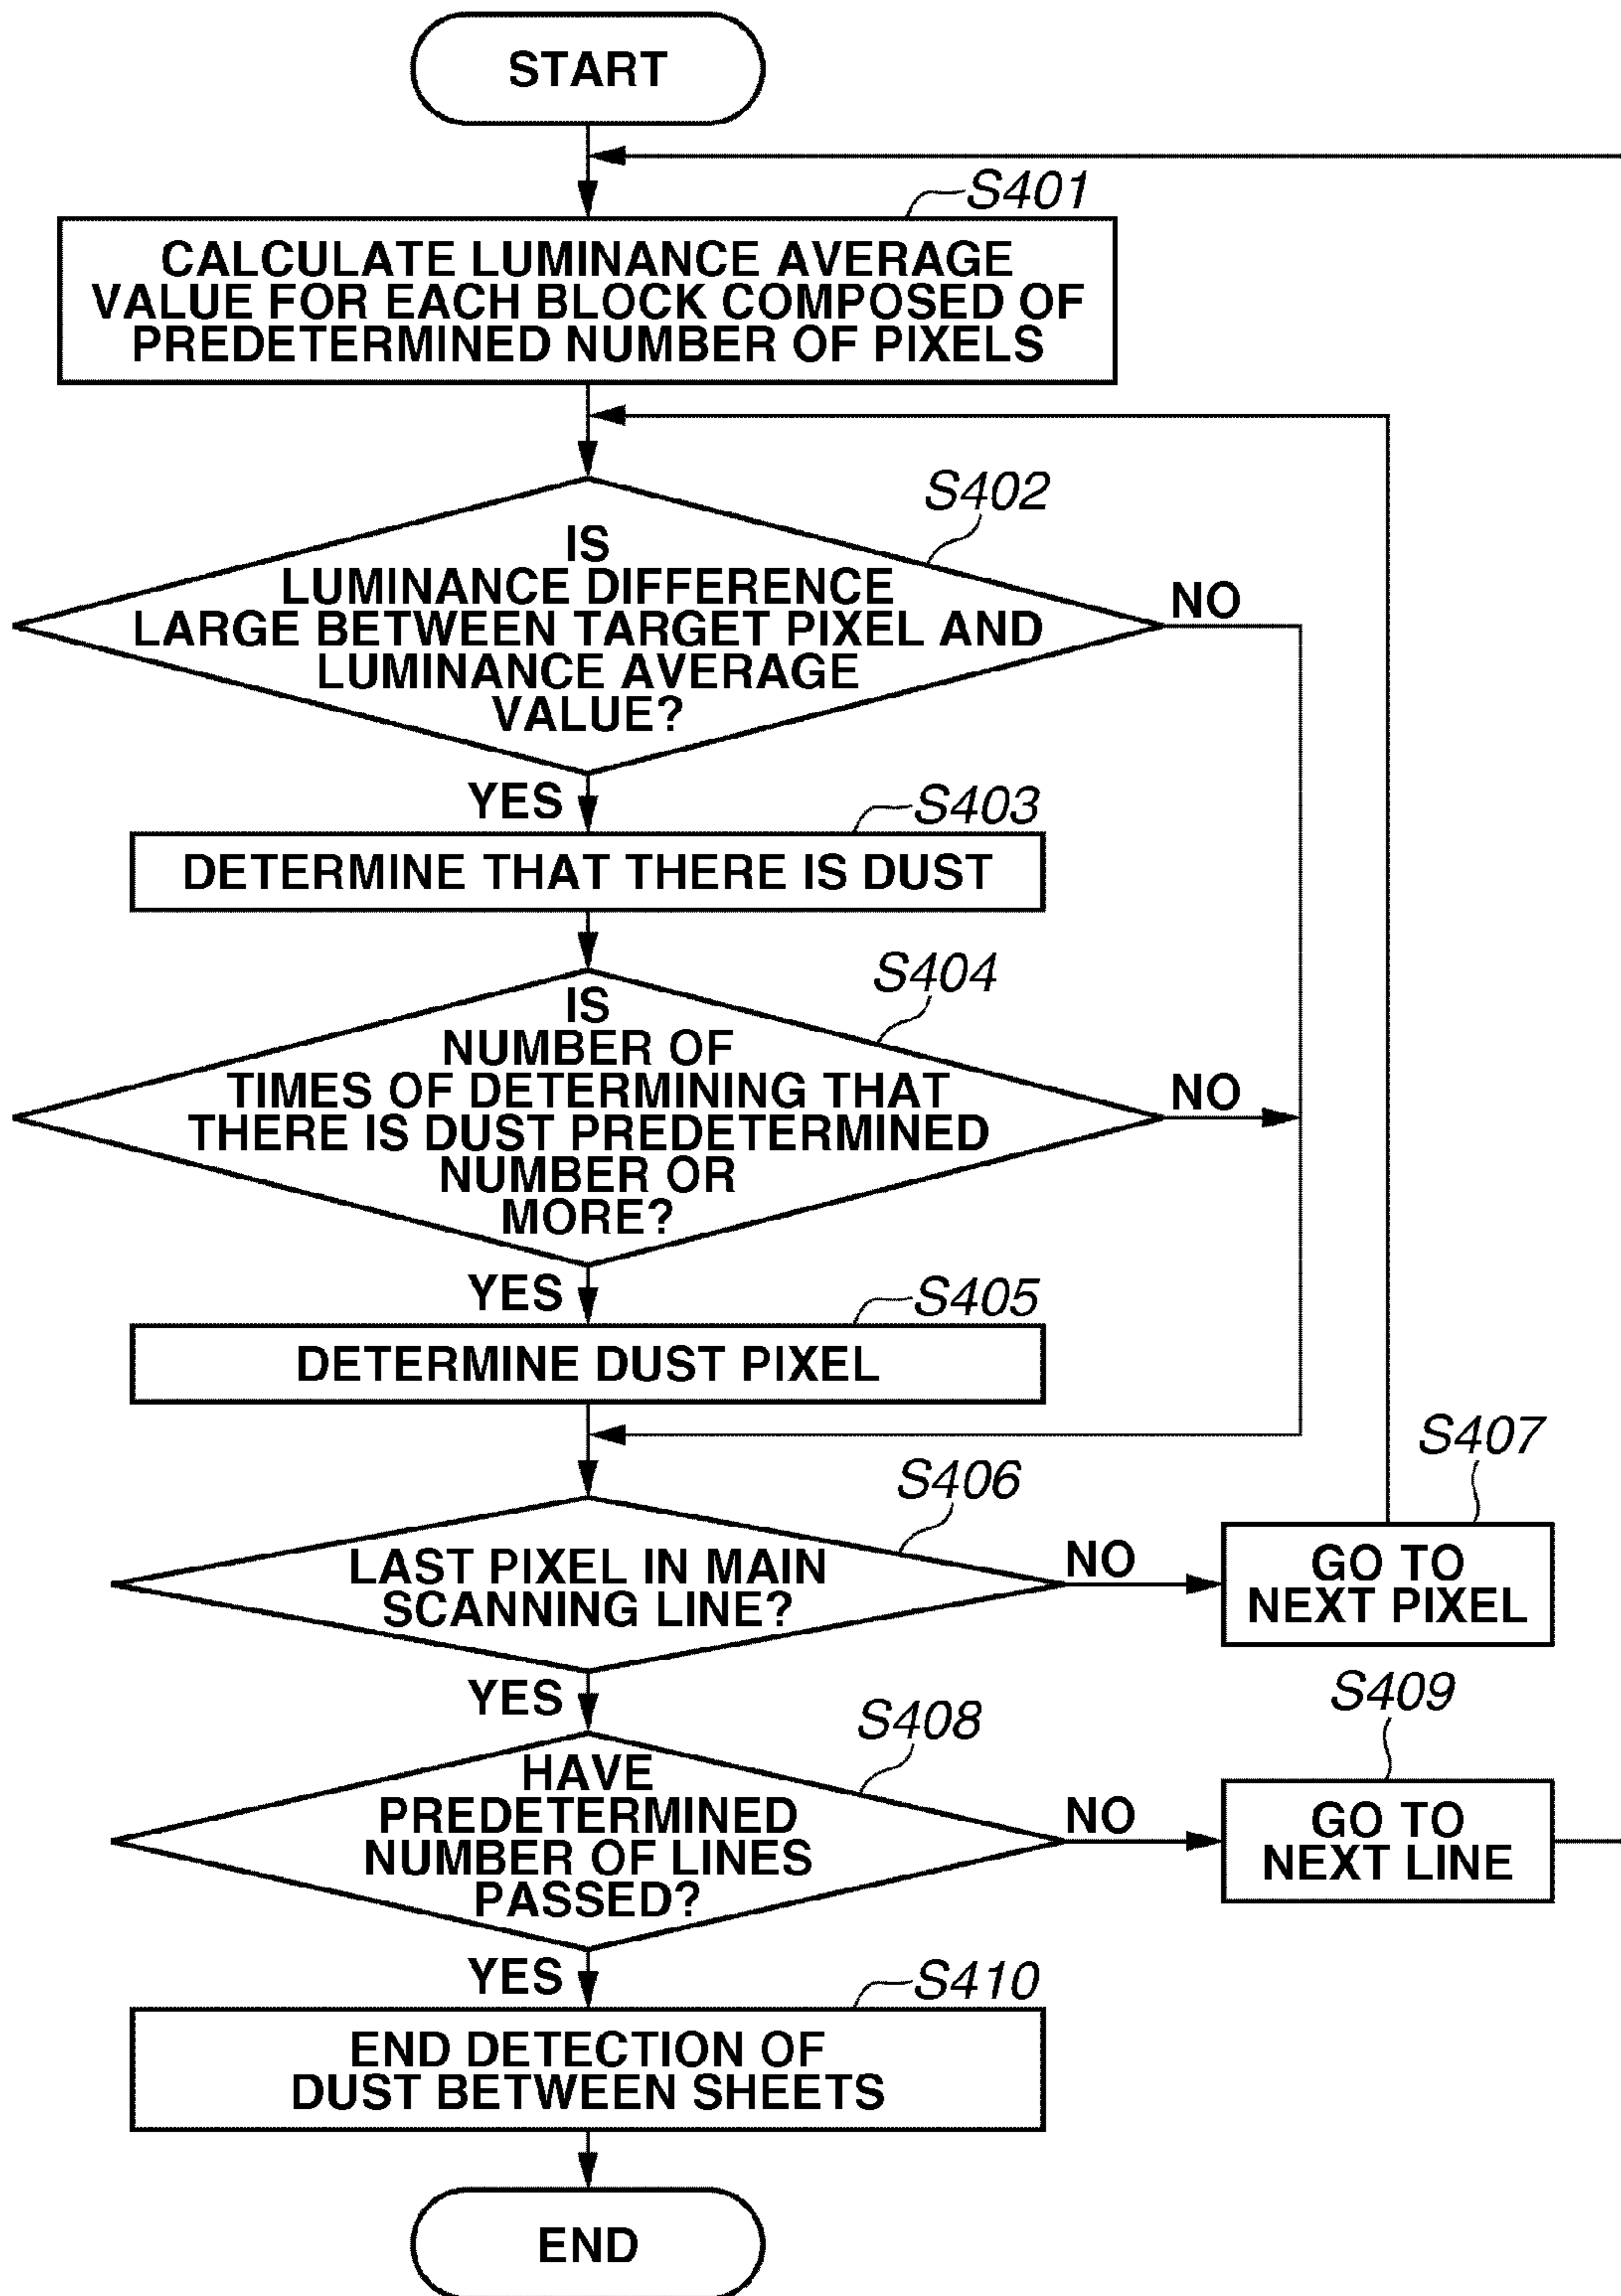 START
S401
CALCULATE LUMINANCE AVERAGE
VALUE FOR EACH BLOCK COMPOSED OF
PREDETERMINED NUMBER OF PIXELS
S402
IS
LUMINANCE DIFFERENCE
LARGE BETWEEN TARGET PIXEL AND
LUMINANCE AVERAGE
VALUE?
NO
YES
S403
DETERMINE THAT THERE IS DUST
S404
IS
NUMBER OF
TIMES OF DETERMINING THAT
THERE IS DUST PREDETERMINED
NUMBER OR
MORE?
NO
YES
S405
DETERMINE DUST PIXEL
S406
LAST PIXEL IN MAIN
SCANNING LINE?
NO
S407
GO TO
NEXT PIXEL
YES
S408
HAVE
PREDETERMINED
NUMBER OF LINES
PASSED?
NO
S409
GO TO
NEXT LINE
YES
S410
END DETECTION OF
DUST BETWEEN SHEETS
END